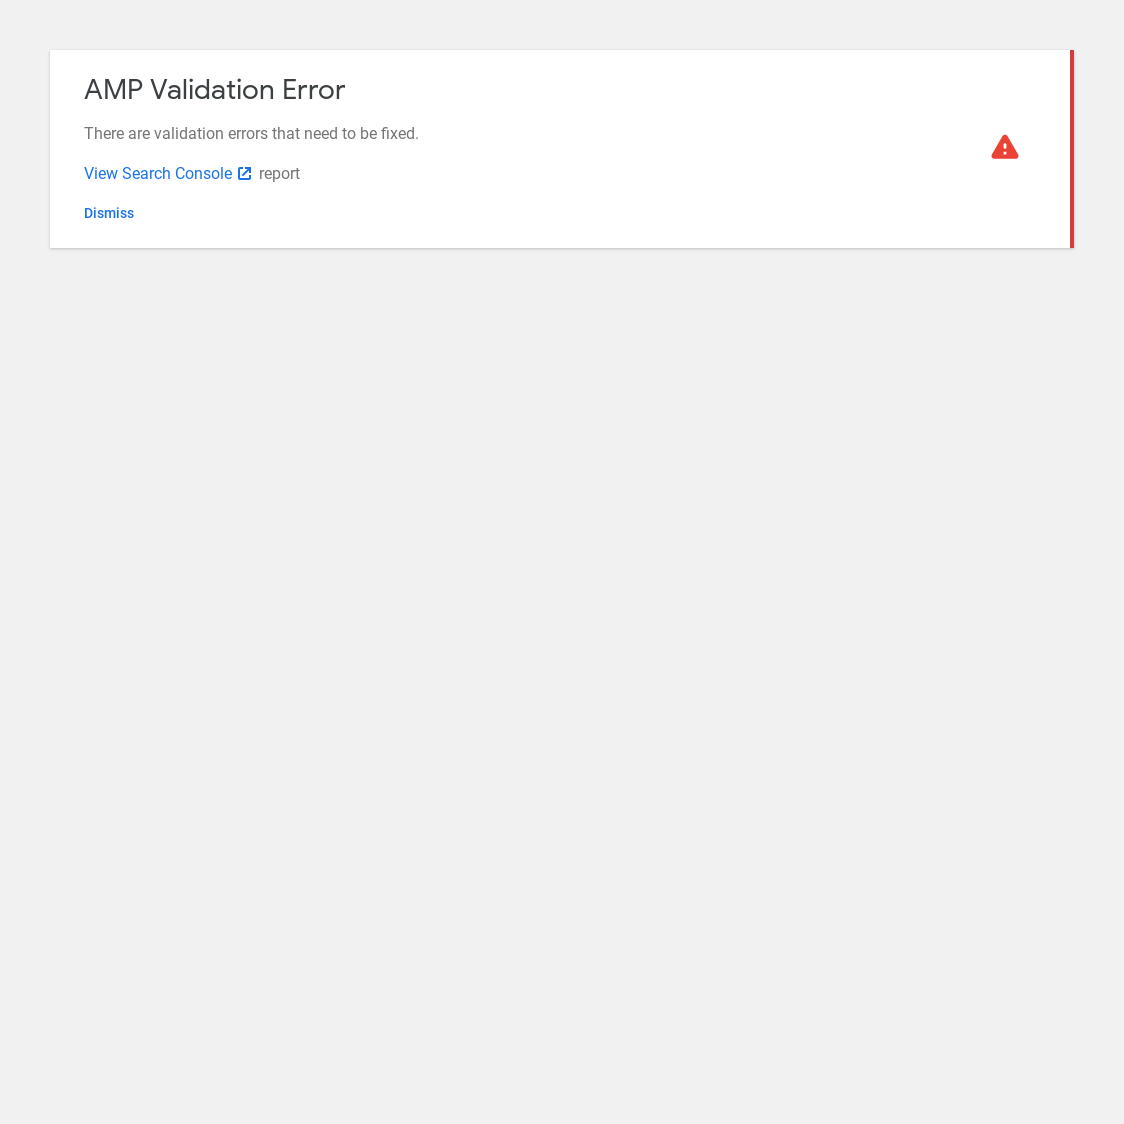 AMP Validation Error
There are validation errors that need to be fixed.
View Search Console report
Dismiss